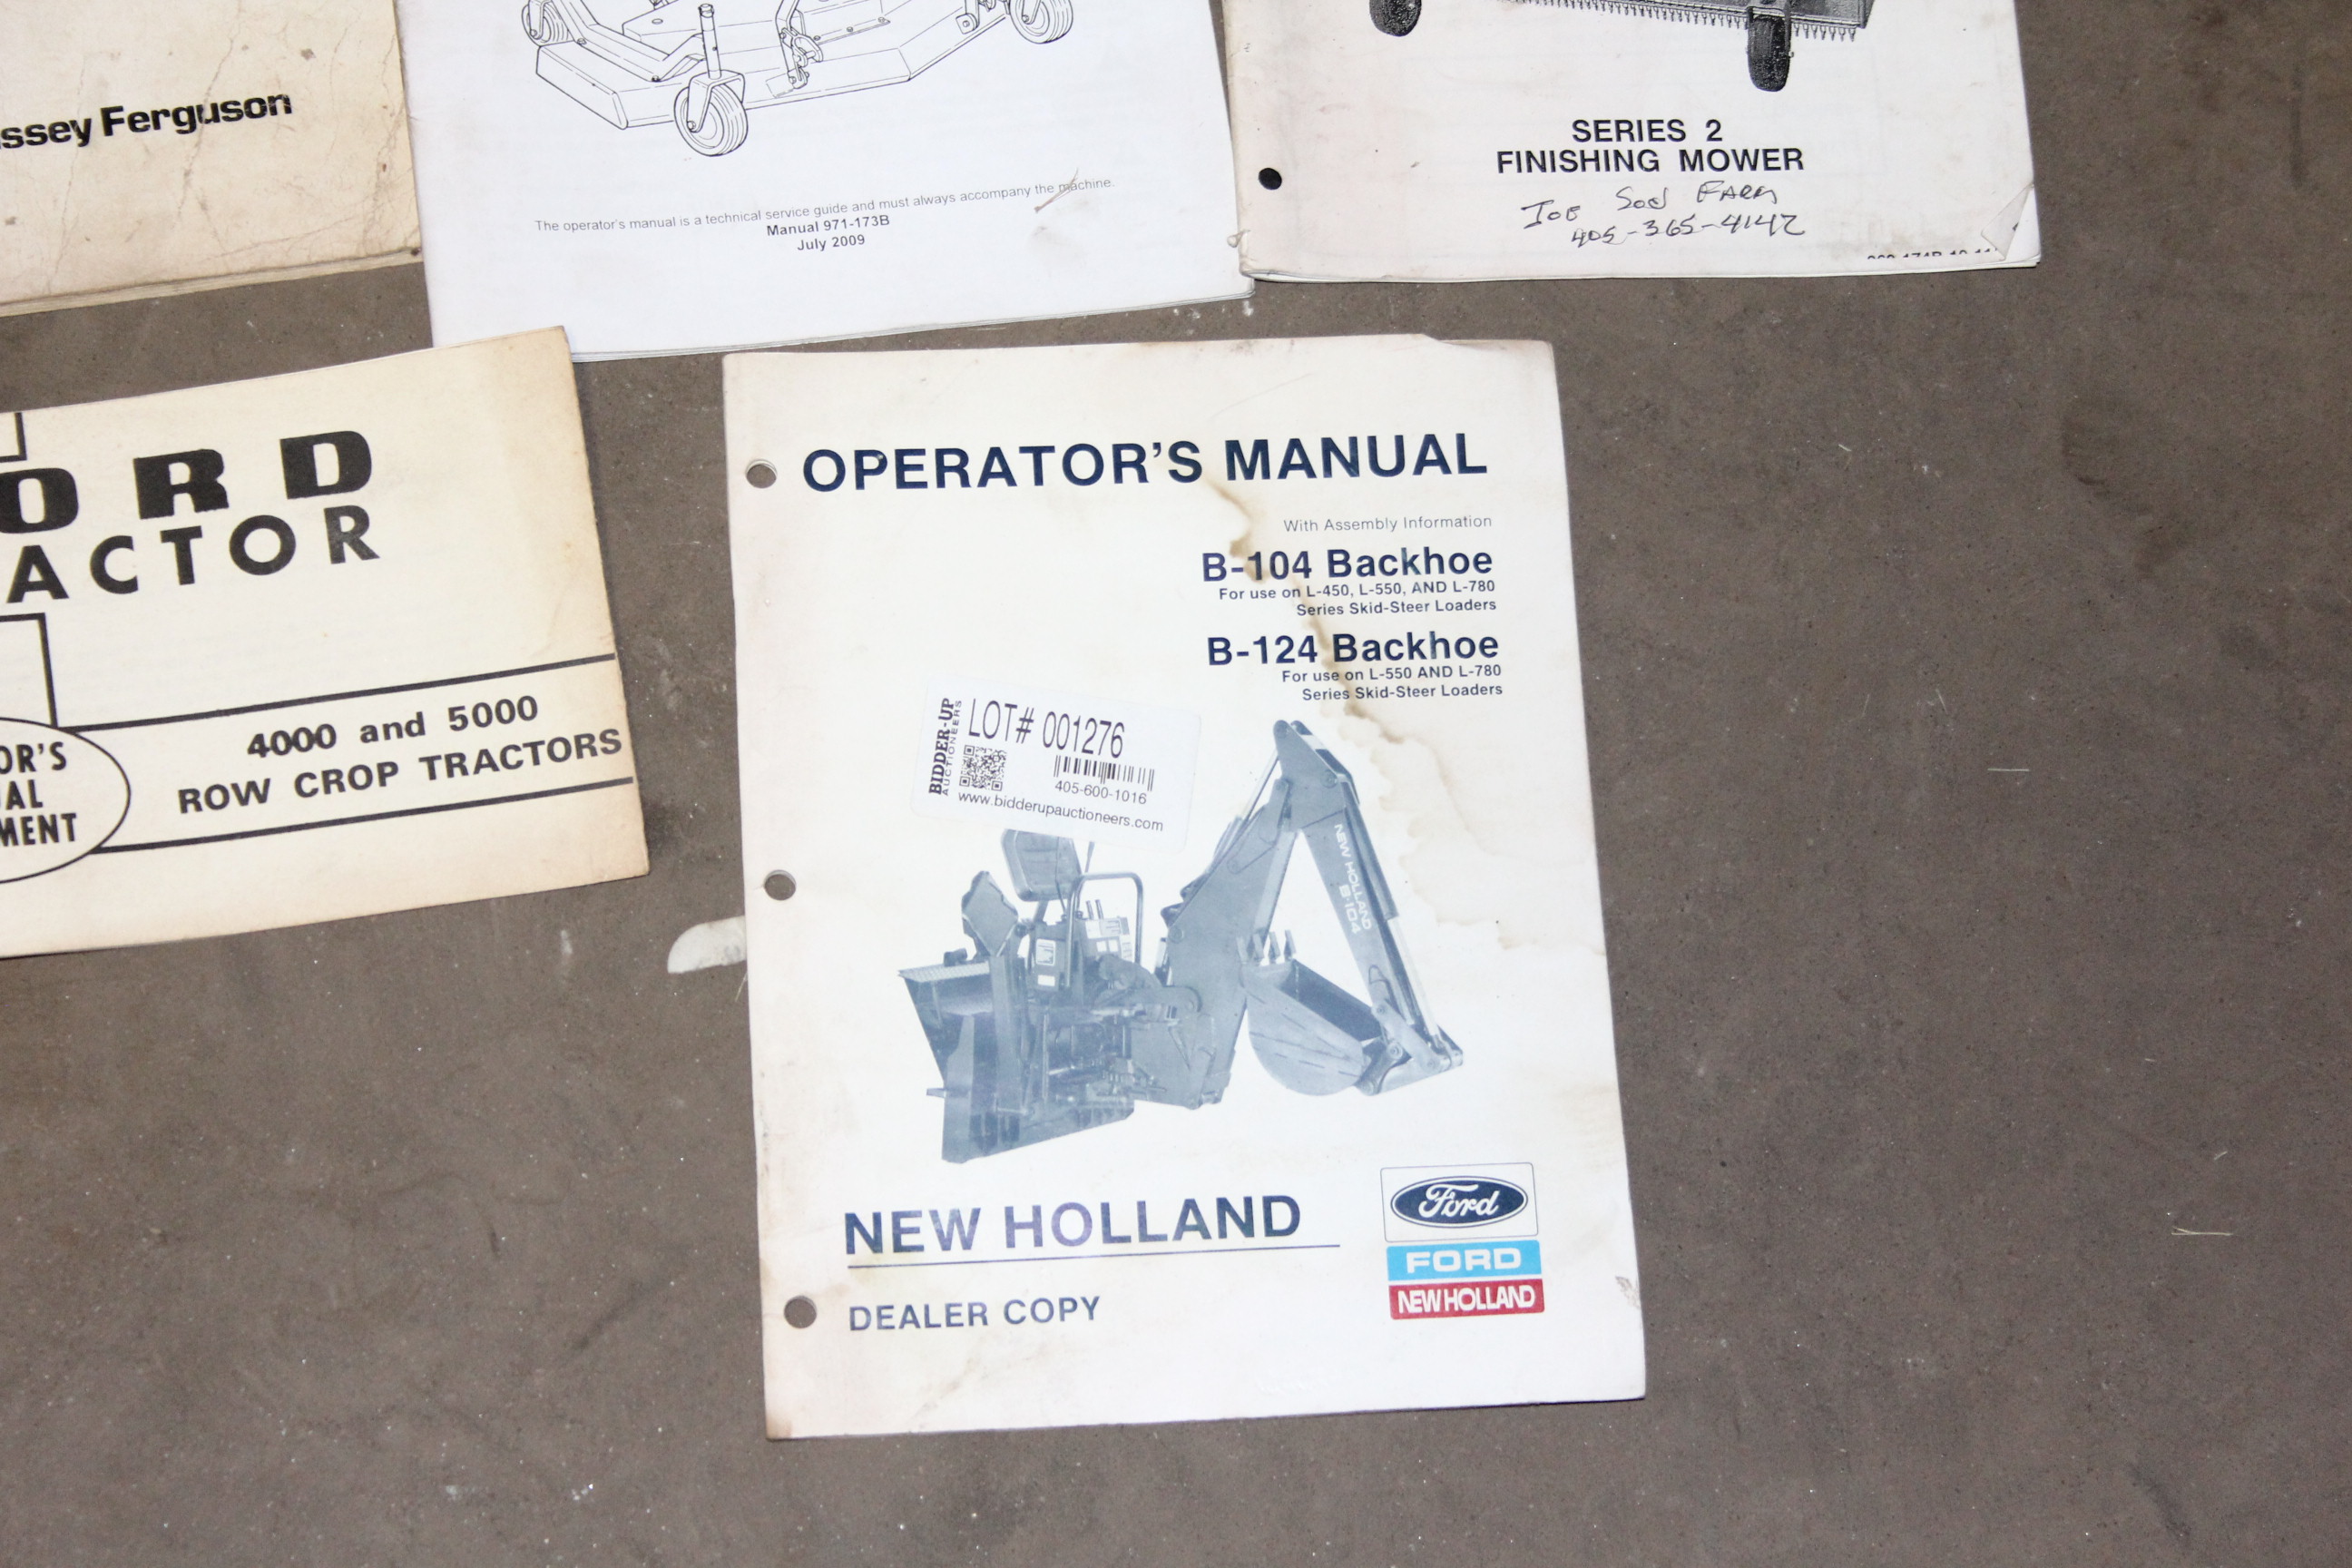 ssey Ferguson
The operator's manual is a technical service guide and must always accompany the machine.
Manual 971-173B
July 2009
SERIES 2
FINISHING MOWER
Joe Sod Farm
405-365-4142
ORD
ACTOR
4000 and 5000
ROW CROP TRACTORS
OR'S
UAL
MENT
OPERATOR'S MANUAL
With Assembly Information
B-104 Backhoe
For use on L-450, L-550, AND L-780
Series Skid-Steer Loaders
B-124 Backhoe
For use on L-550 AND L-780
Series Skid-Steer Loaders
BIDDER-UP
AUCTIONEERS
LOT# 001276
405-600-1016
www.bidderupauctioneers.com
NEW HOLLAND
B-104
NEW HOLLAND
DEALER COPY
Ford
FORD
NEW HOLLAND